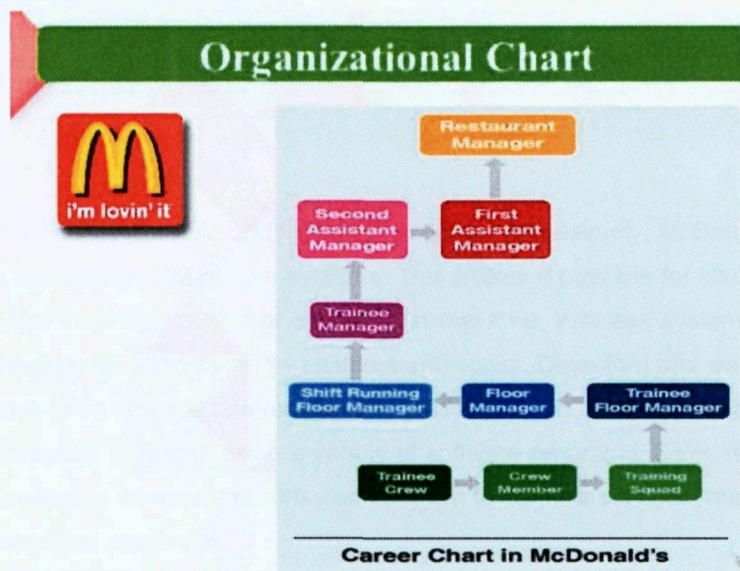 Organizational Chart
i'm lovin' it
Restaurant
Manager
Second
Assistant
Manager
First
Assistant
Manager
Trainee
Manager
Shift Running
Floor Manager
Floor
Manager
Trainee
Floor Manager
Trainee
Crew
Crew
Member
Training
Squad
Career Chart in McDonald's